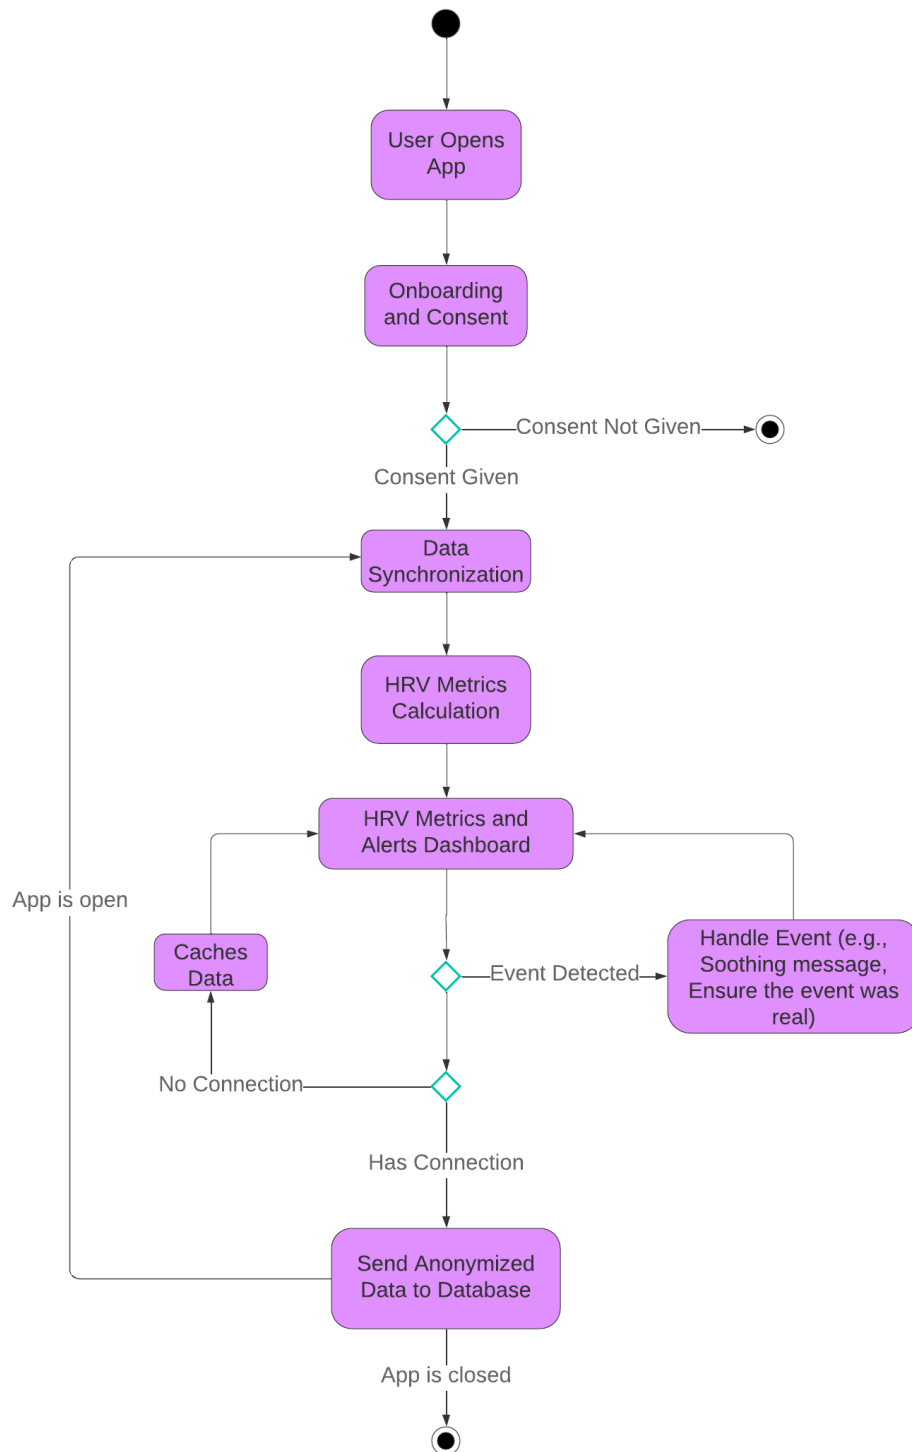 User Opens
App
Onboarding
and Consent
Consent Not Given
Consent Given
Data
Synchronization
HRV Metrics
Calculation
HRV Metrics and
Alerts Dashboard
App is open
Caches
Data
Event Detected
Handle Event (e.g.,
Soothing message,
Ensure the event was
real)
No Connection
Has Connection
Send Anonymized
Data to Database
App is closed